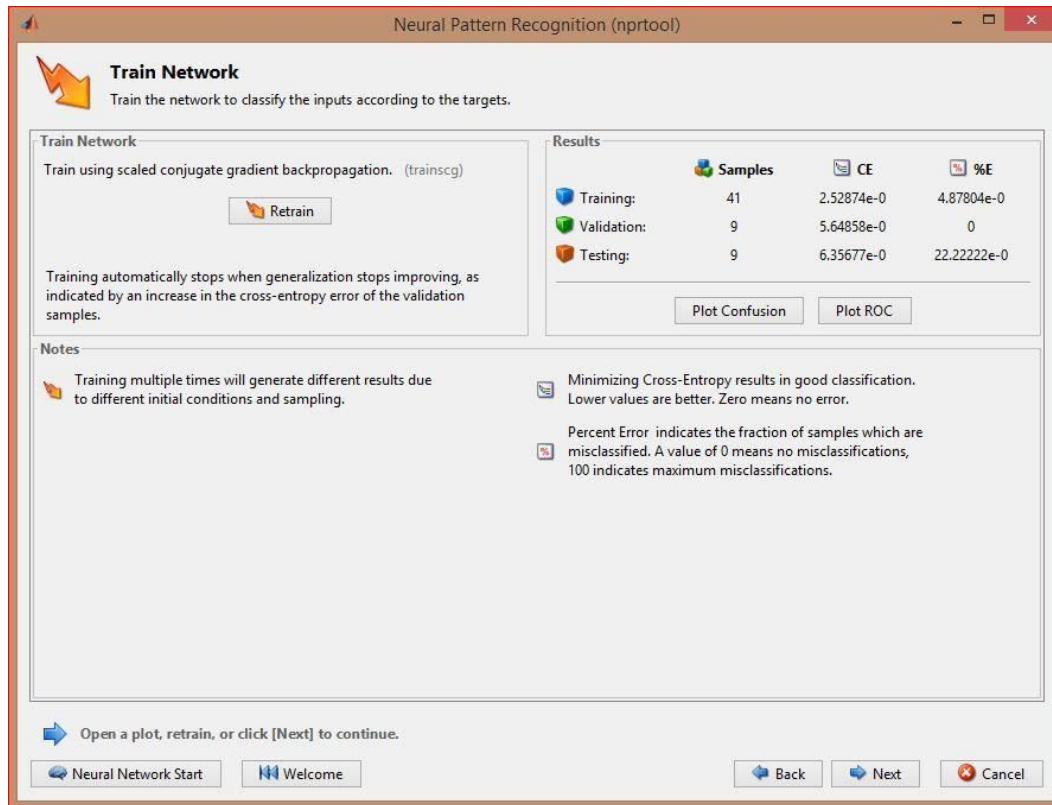 Neural Pattern Recognition (nprtool)
Train Network
Train the network to classify the inputs according to the targets.
Train Network
Train using scaled conjugate gradient backpropagation. (trainscg)
Retrain
Training automatically stops when generalization stops improving, as
indicated by an increase in the cross-entropy error of the validation
samples.
Results
Samples CE %E
Training: 41 2.52874e-0 4.87804e-0
Validation: 9 5.64858e-0 0
Testing: 9 6.35677e-0 22.22222e-0
Plot Confusion Plot ROC
Notes
Training multiple times will generate different results due
to different initial conditions and sampling.
Minimizing Cross-Entropy results in good classification.
Lower values are better. Zero means no error.
Percent Error indicates the fraction of samples which are
misclassified. A value of 0 means no misclassifications,
100 indicates maximum misclassifications.
Open a plot, retrain, or click [Next] to continue.
Neural Network Start Welcome Back Next Cancel